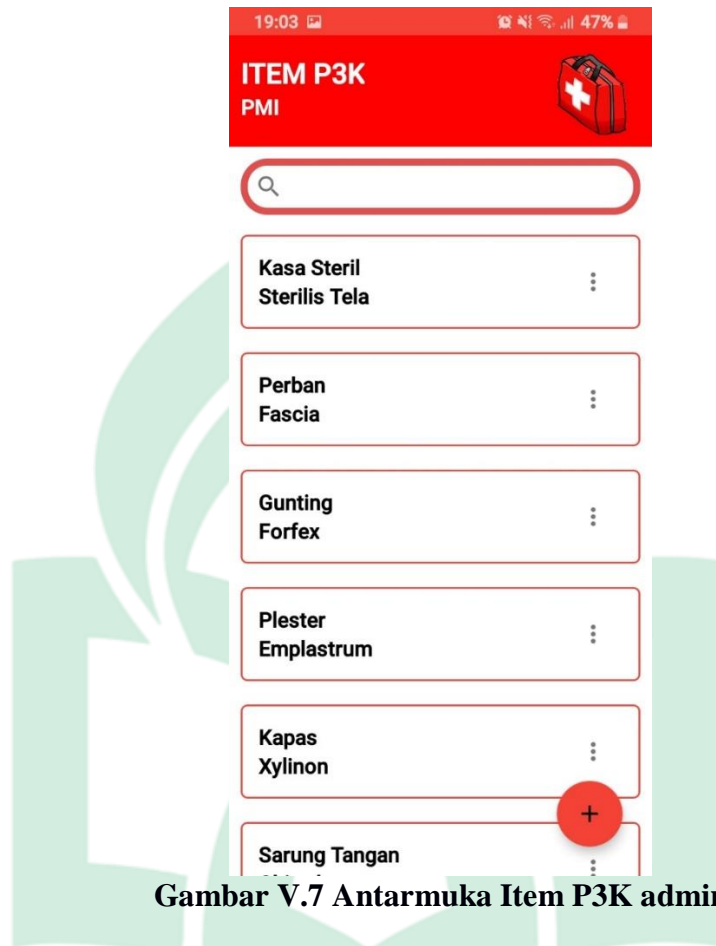 19:03
47%
ITEM P3K
PMI
Kasa Steril
Sterilis Tela
Perban
Fascia
Gunting
Forfex
Plester
Emplastrum
Kapas
Xylinon
Sarung Tangan
Gambar V.7 Antarmuka Item P3K admin